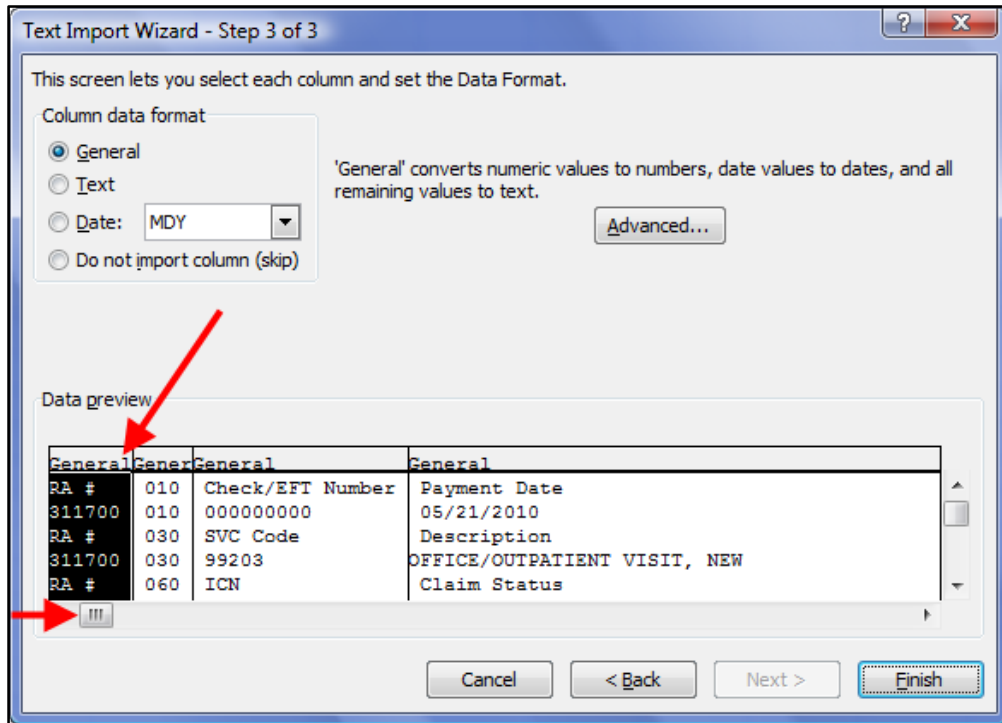 Text Import Wizard - Step 3 of 3
This screen lets you select each column and set the Data Format.
Column data format
General
Text
Date: MDY
Do not import column (skip)
'General' converts numeric values to numbers, date values to dates, and all
remaining values to text.
Advanced...
Data preview
General Gener General General
RA # 010 Check/EFT Number Payment Date
311700 010 000000000 05/21/2010
RA # 030 SVC Code Description
311700 030 99203 OFFICE/OUTPATIENT VISIT, NEW
RA # 060 ICN Claim Status
Cancel < Back Next > Finish